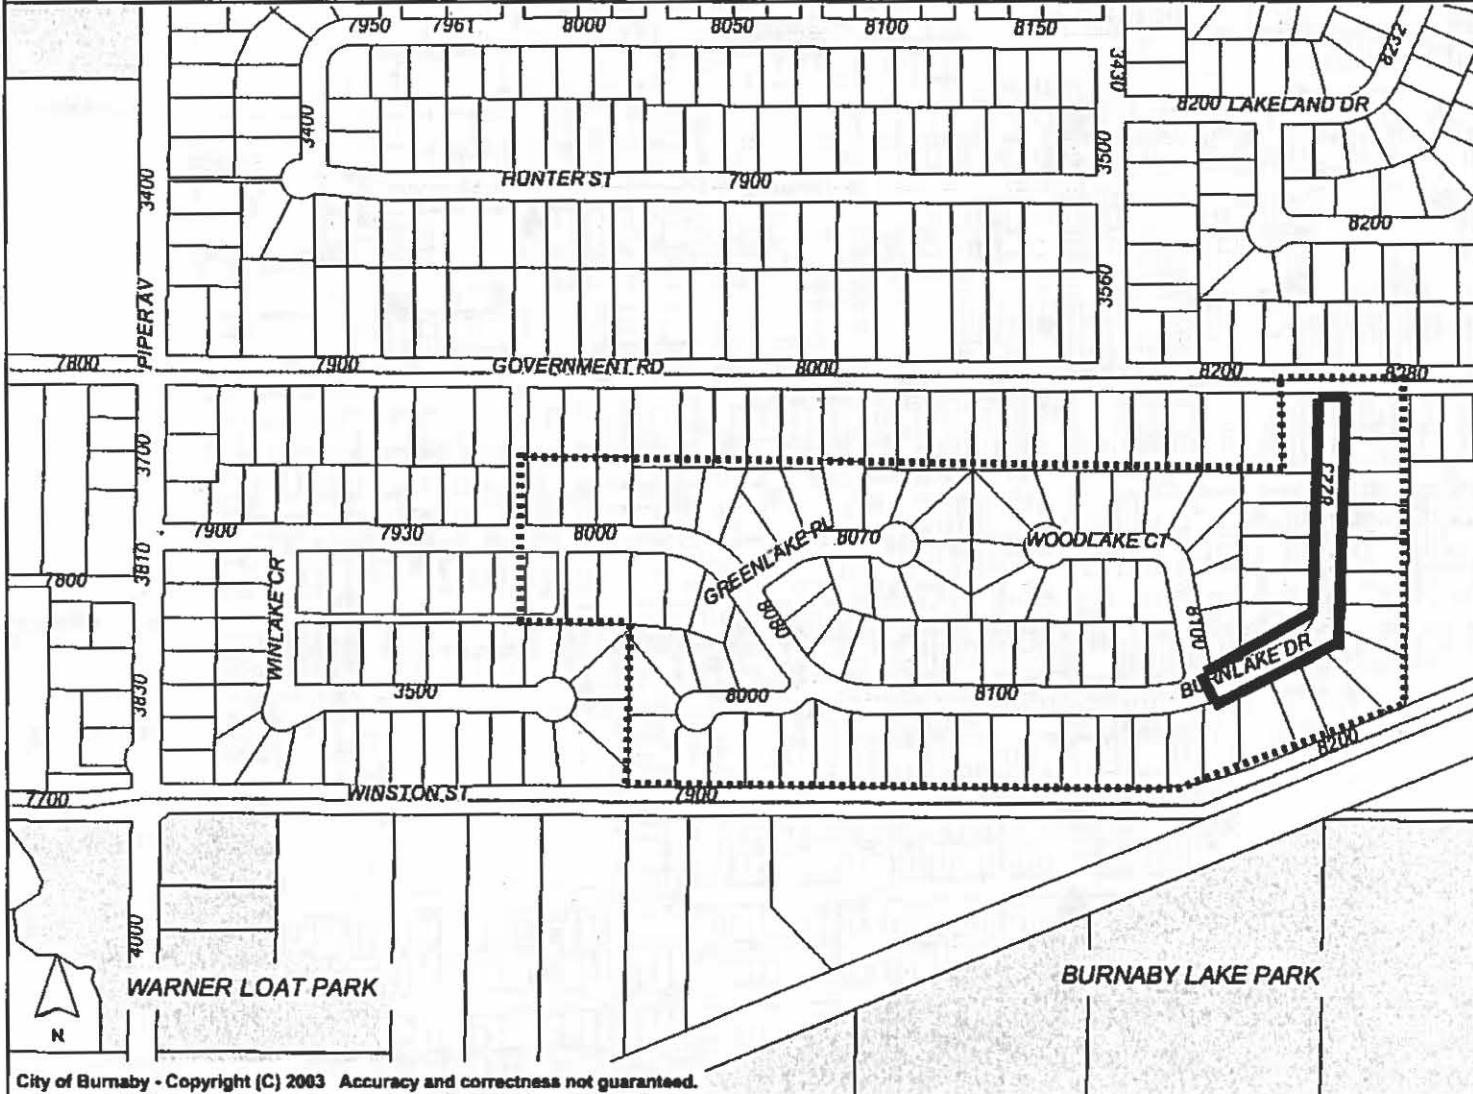 7950 7961 8000 8050 8100 8150
8232
3430
8200 LAKELAND DR
3400
3500
HUNTER ST 7900
3400
8200
3560
PIPER AV
7800 7900 GOVERNMENT RD 8000 8200 8280
3700
8223
7900 7930 8000 GREENLAKE PL 8070 WOODLAKE CT
3810
7800
WINLAKE CR
8080
8100
BURNLAKE DR
3830
3500 8000 8100
8200
7700 WINSTON ST 7900
4000
WARNER LOAT PARK
BURNABY LAKE PARK
N
City of Burnaby - Copyright (C) 2003 Accuracy and correctness not guaranteed.